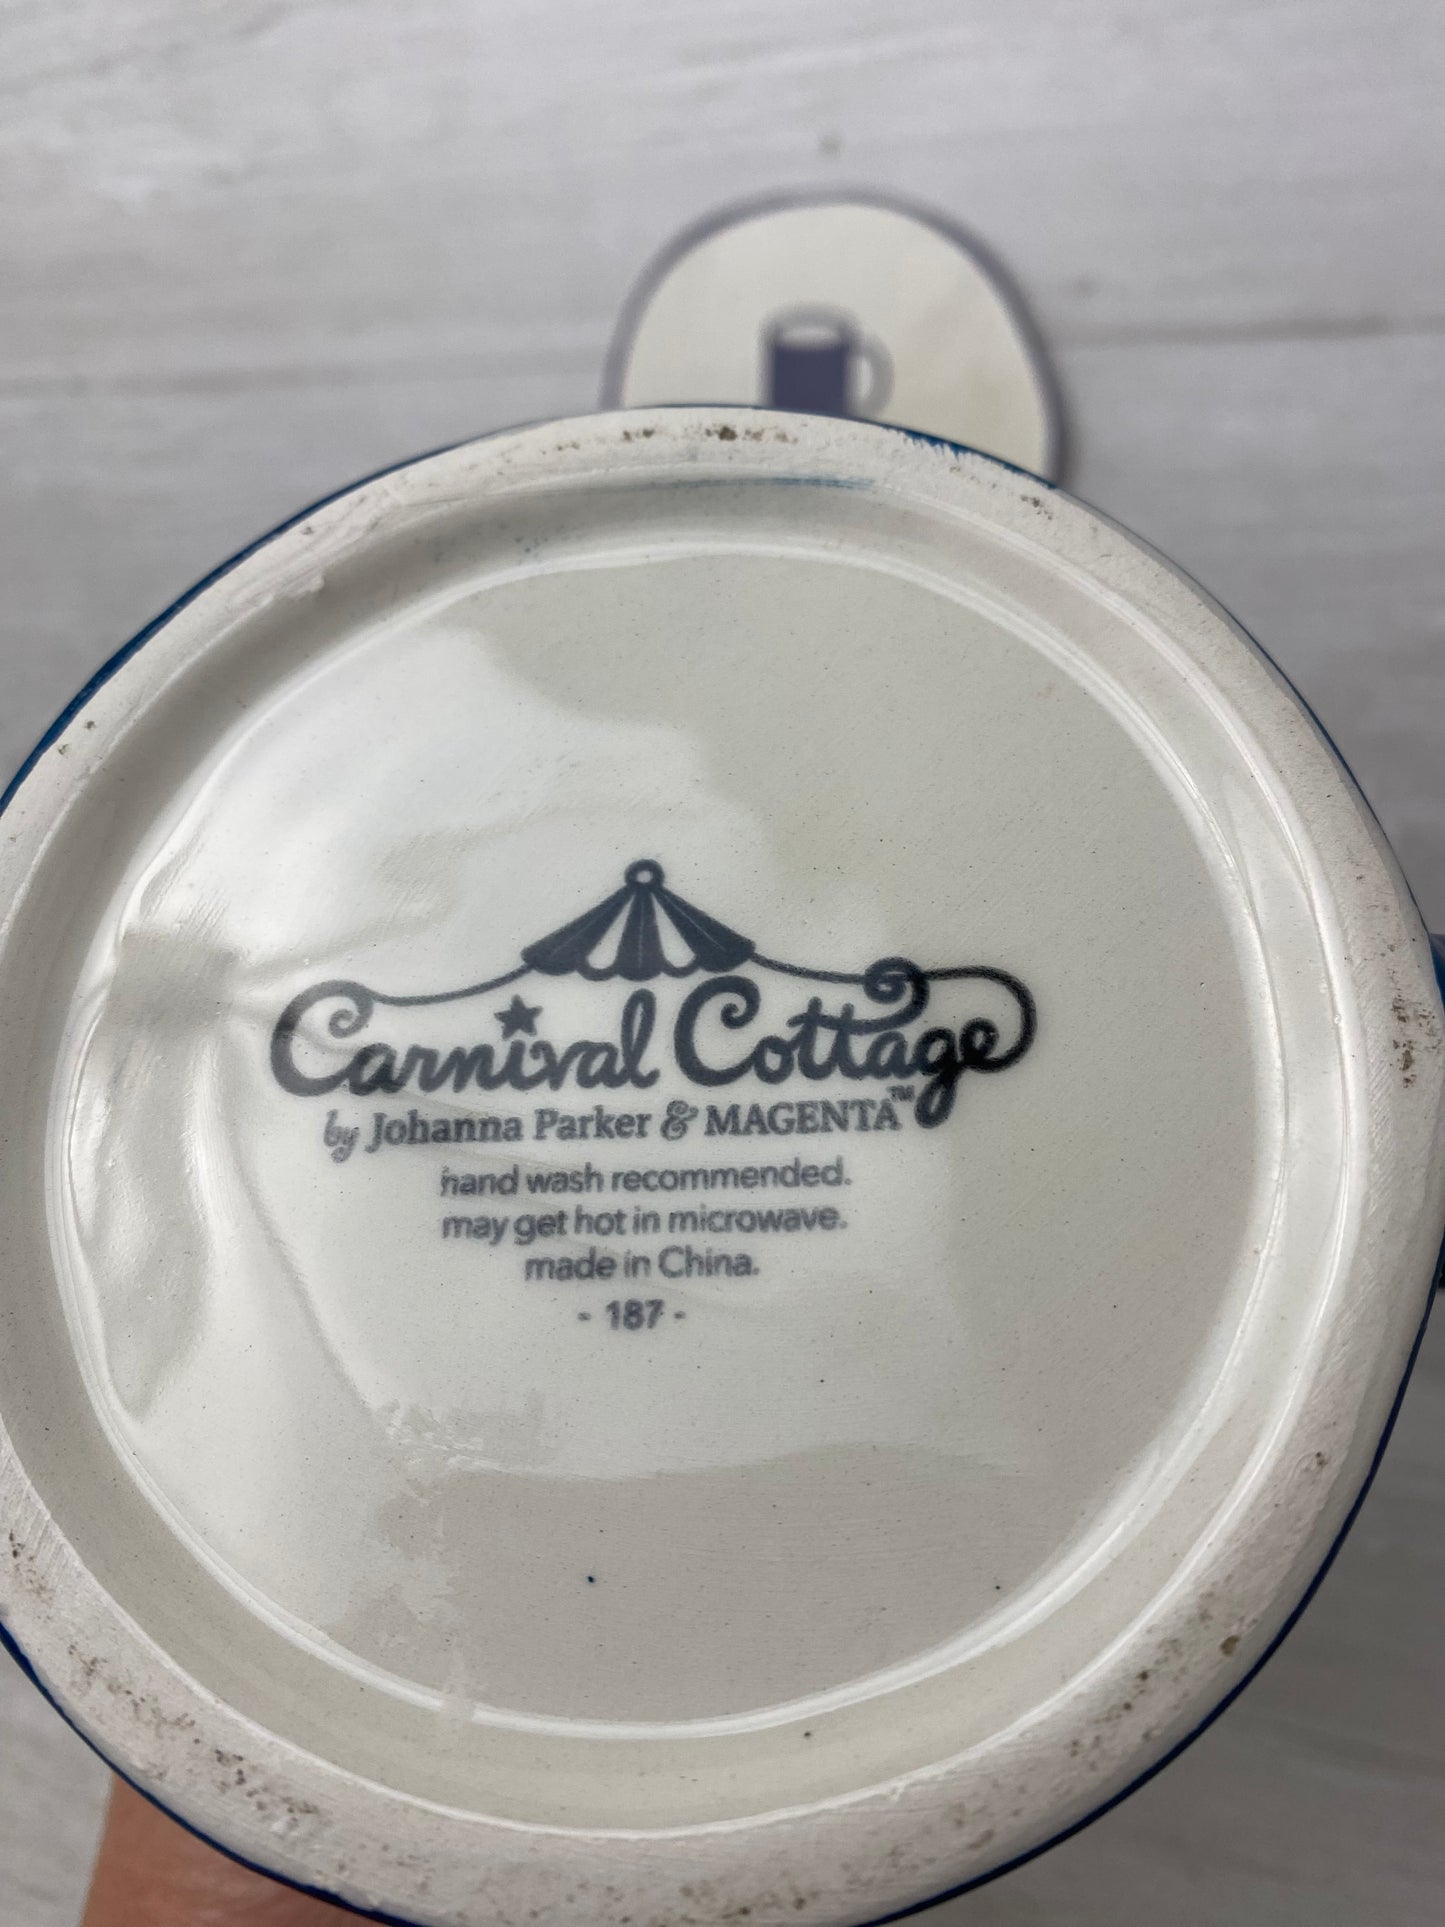 Carnival Cottage
by Johanna Parker & MAGENTA™
hand wash recommended.
may get hot in microwave.
made in China.
- 187 -